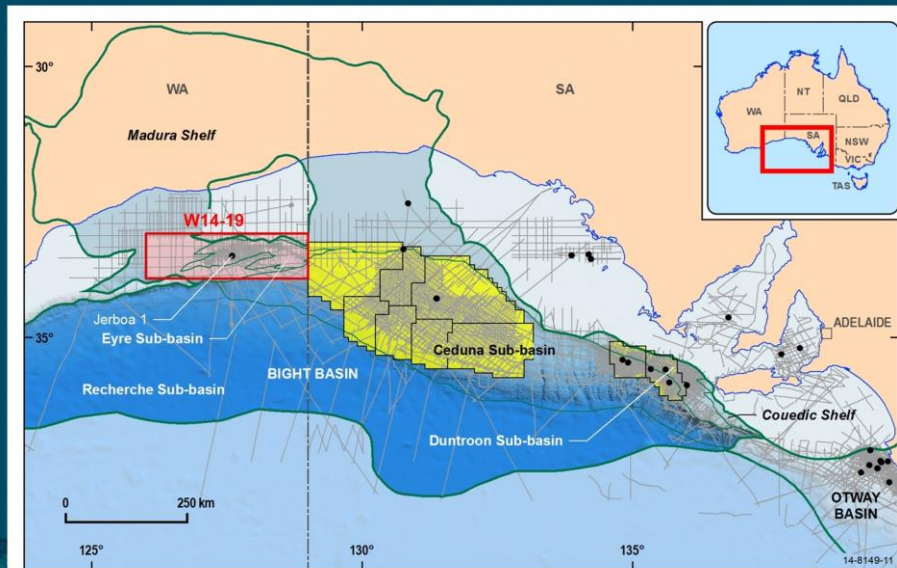 30°
WA
SA
Madura Shelf
NT
QLD
WA
SA
NSW
VIC
TAS
W14-19
Jerboa 1
Eyre Sub-basin
35°
Ceduna Sub-basin
ADELAIDE
Recherche Sub-basin
BIGHT BASIN
Couedic Shelf
Duntroon Sub-basin
0
250 km
OTWAY
BASIN
125°
130°
135°
14-8149-11